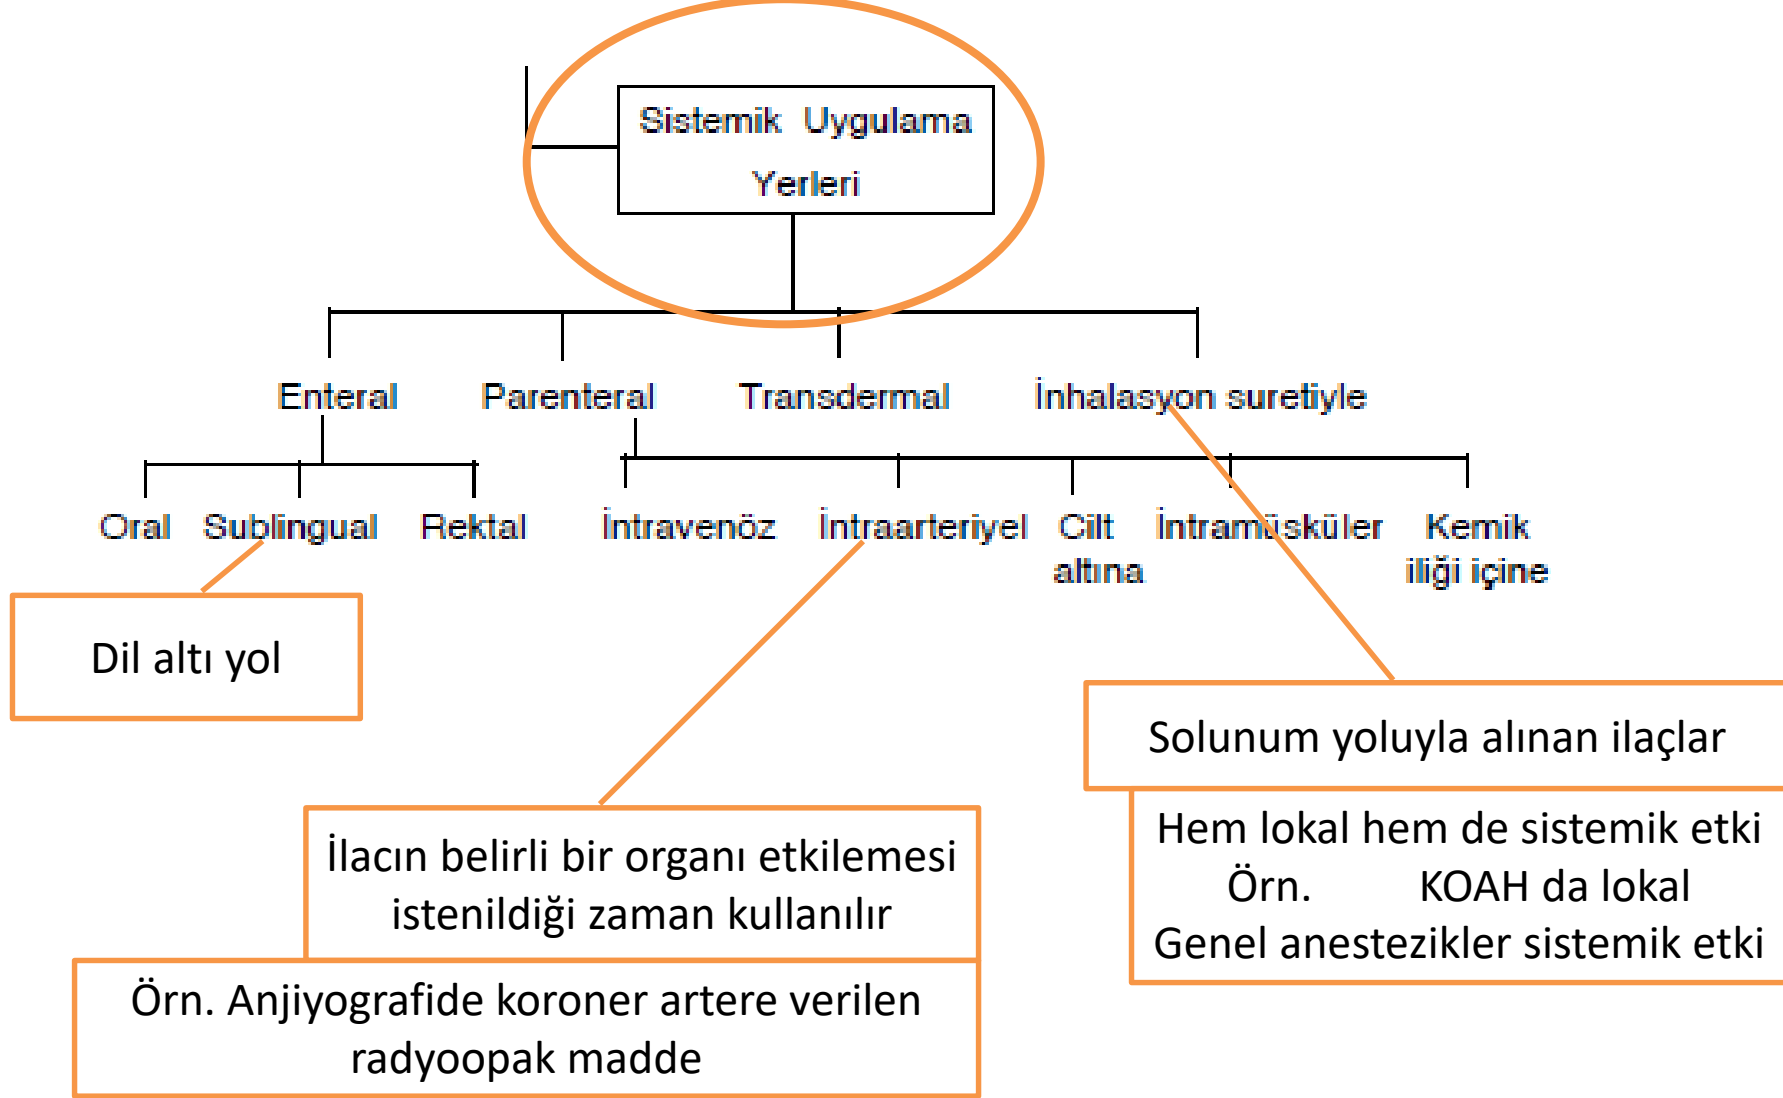 Sistemik Uygulama
Yerleri
Enteral Parenteral Transdermal İnhalasyon suretiyle
Oral Sublingual Rektal İntravenöz İntraarteriyel Cilt İntramüsküler Kemik
altına iliği içine
Dil altı yol
Solunum yoluyla alınan ilaçlar
Hem lokal hem de sistemik etki
Örn. KOAH da lokal
Genel anestezikler sistemik etki
İlacın belirli bir organı etkilemesi
istenildiği zaman kullanılır
Örn. Anjiyografide koroner artere verilen
radyoopak madde